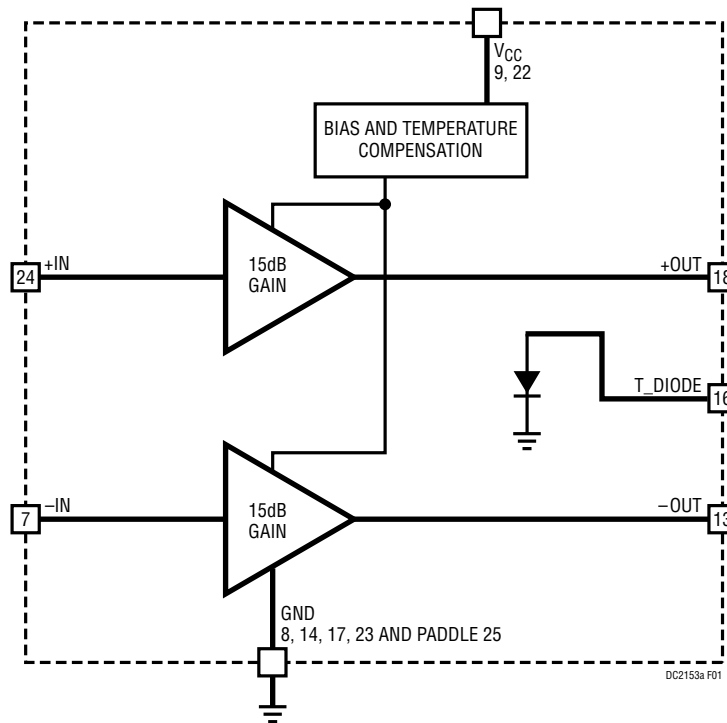 VCC
9, 22
BIAS AND TEMPERATURE
COMPENSATION
24
+IN
15dB
GAIN
+OUT
18
T_DIODE
16
7
–IN
15dB
GAIN
–OUT
13
GND
8, 14, 17, 23 AND PADDLE 25
DC2153a F01